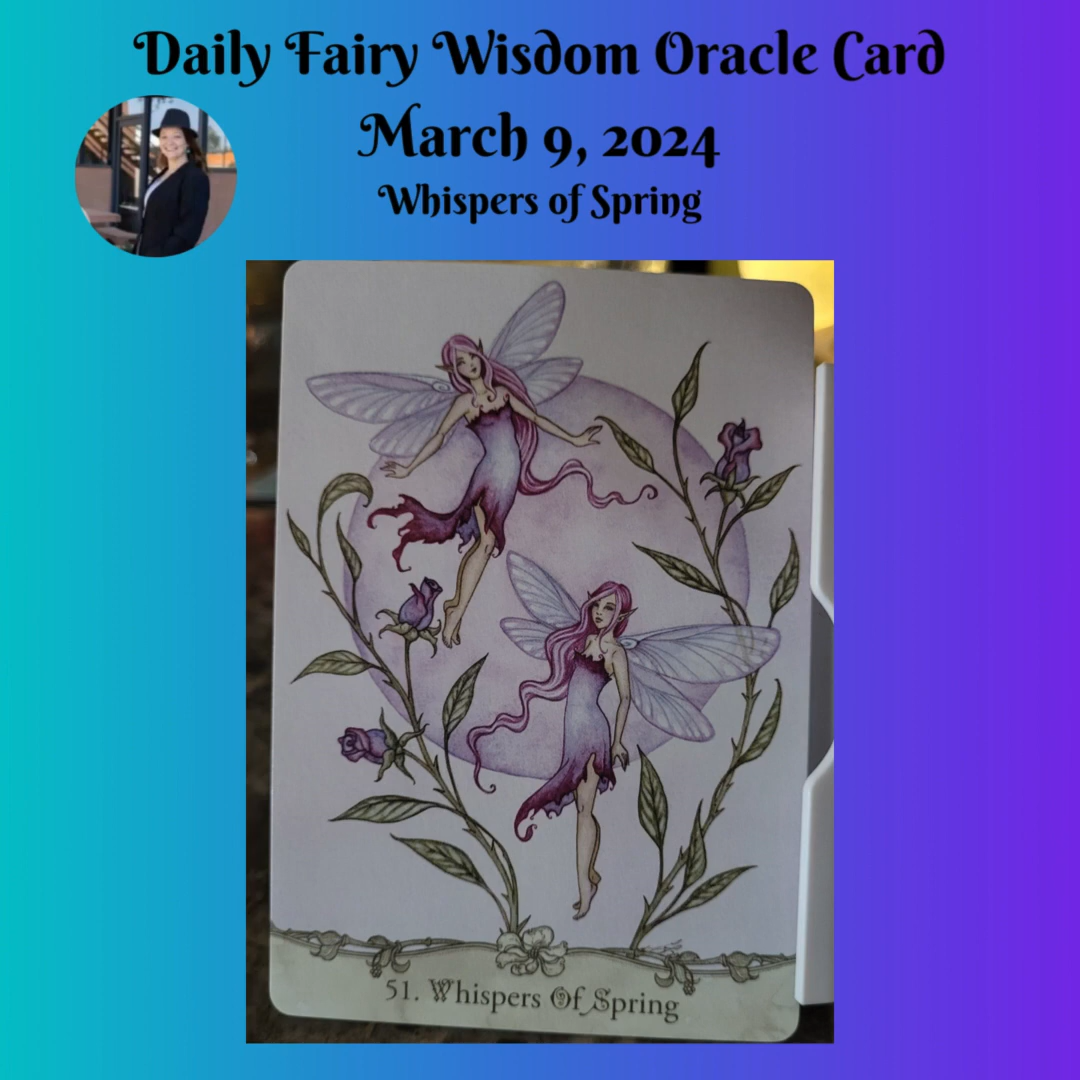 Daily Fairy Wisdom Oracle Card
March 9, 2024
Whispers of Spring
51. Whispers Of Spring